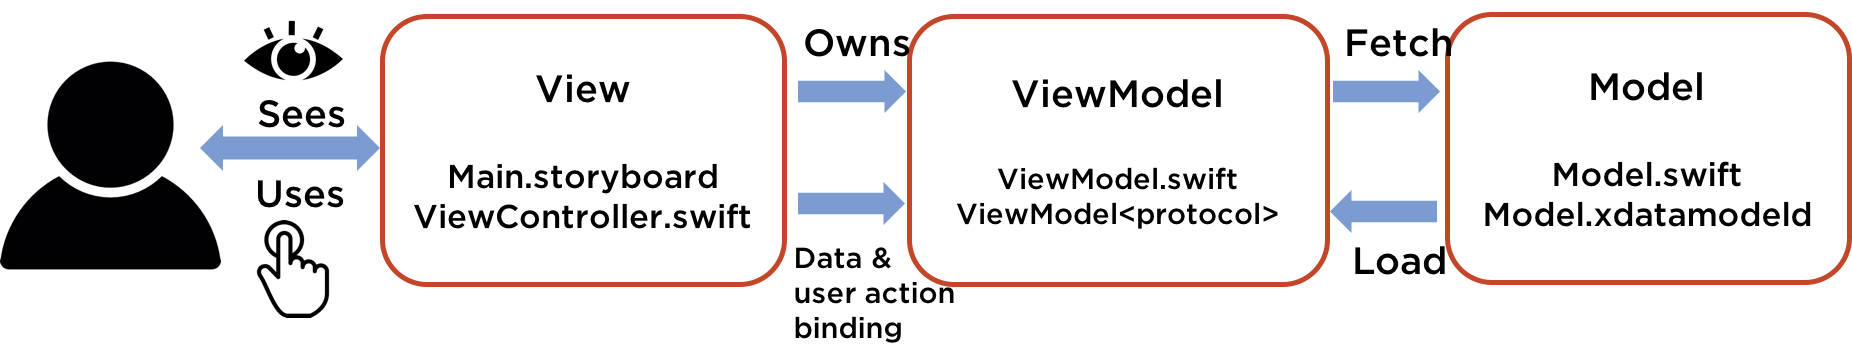 Sees
Uses
View
Main.storyboard
ViewController.swift
Owns
Data &
user action
binding
ViewModel
ViewModel.swift
ViewModel<protocol>
Fetch
Load
Model
Model.swift
Model.xdatamodeld